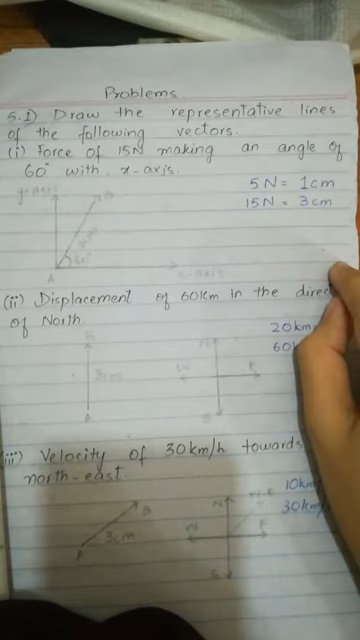 Problems.
5.1) Draw the representative lines
of the following vectors.
(i) Force of 15N making an angle of
60° with x-axis.
5N = 1cm
15N = 3cm
y-axis
B
3cm
60°
A
x-axis
(ii) Displacement of 60km in the
of North.
20km
B
N
3cm
W E
A
S
(iii) Velocity of 30km/h towards
north-east.
10km
30km/
N N.E
B
3cm
E
A
S